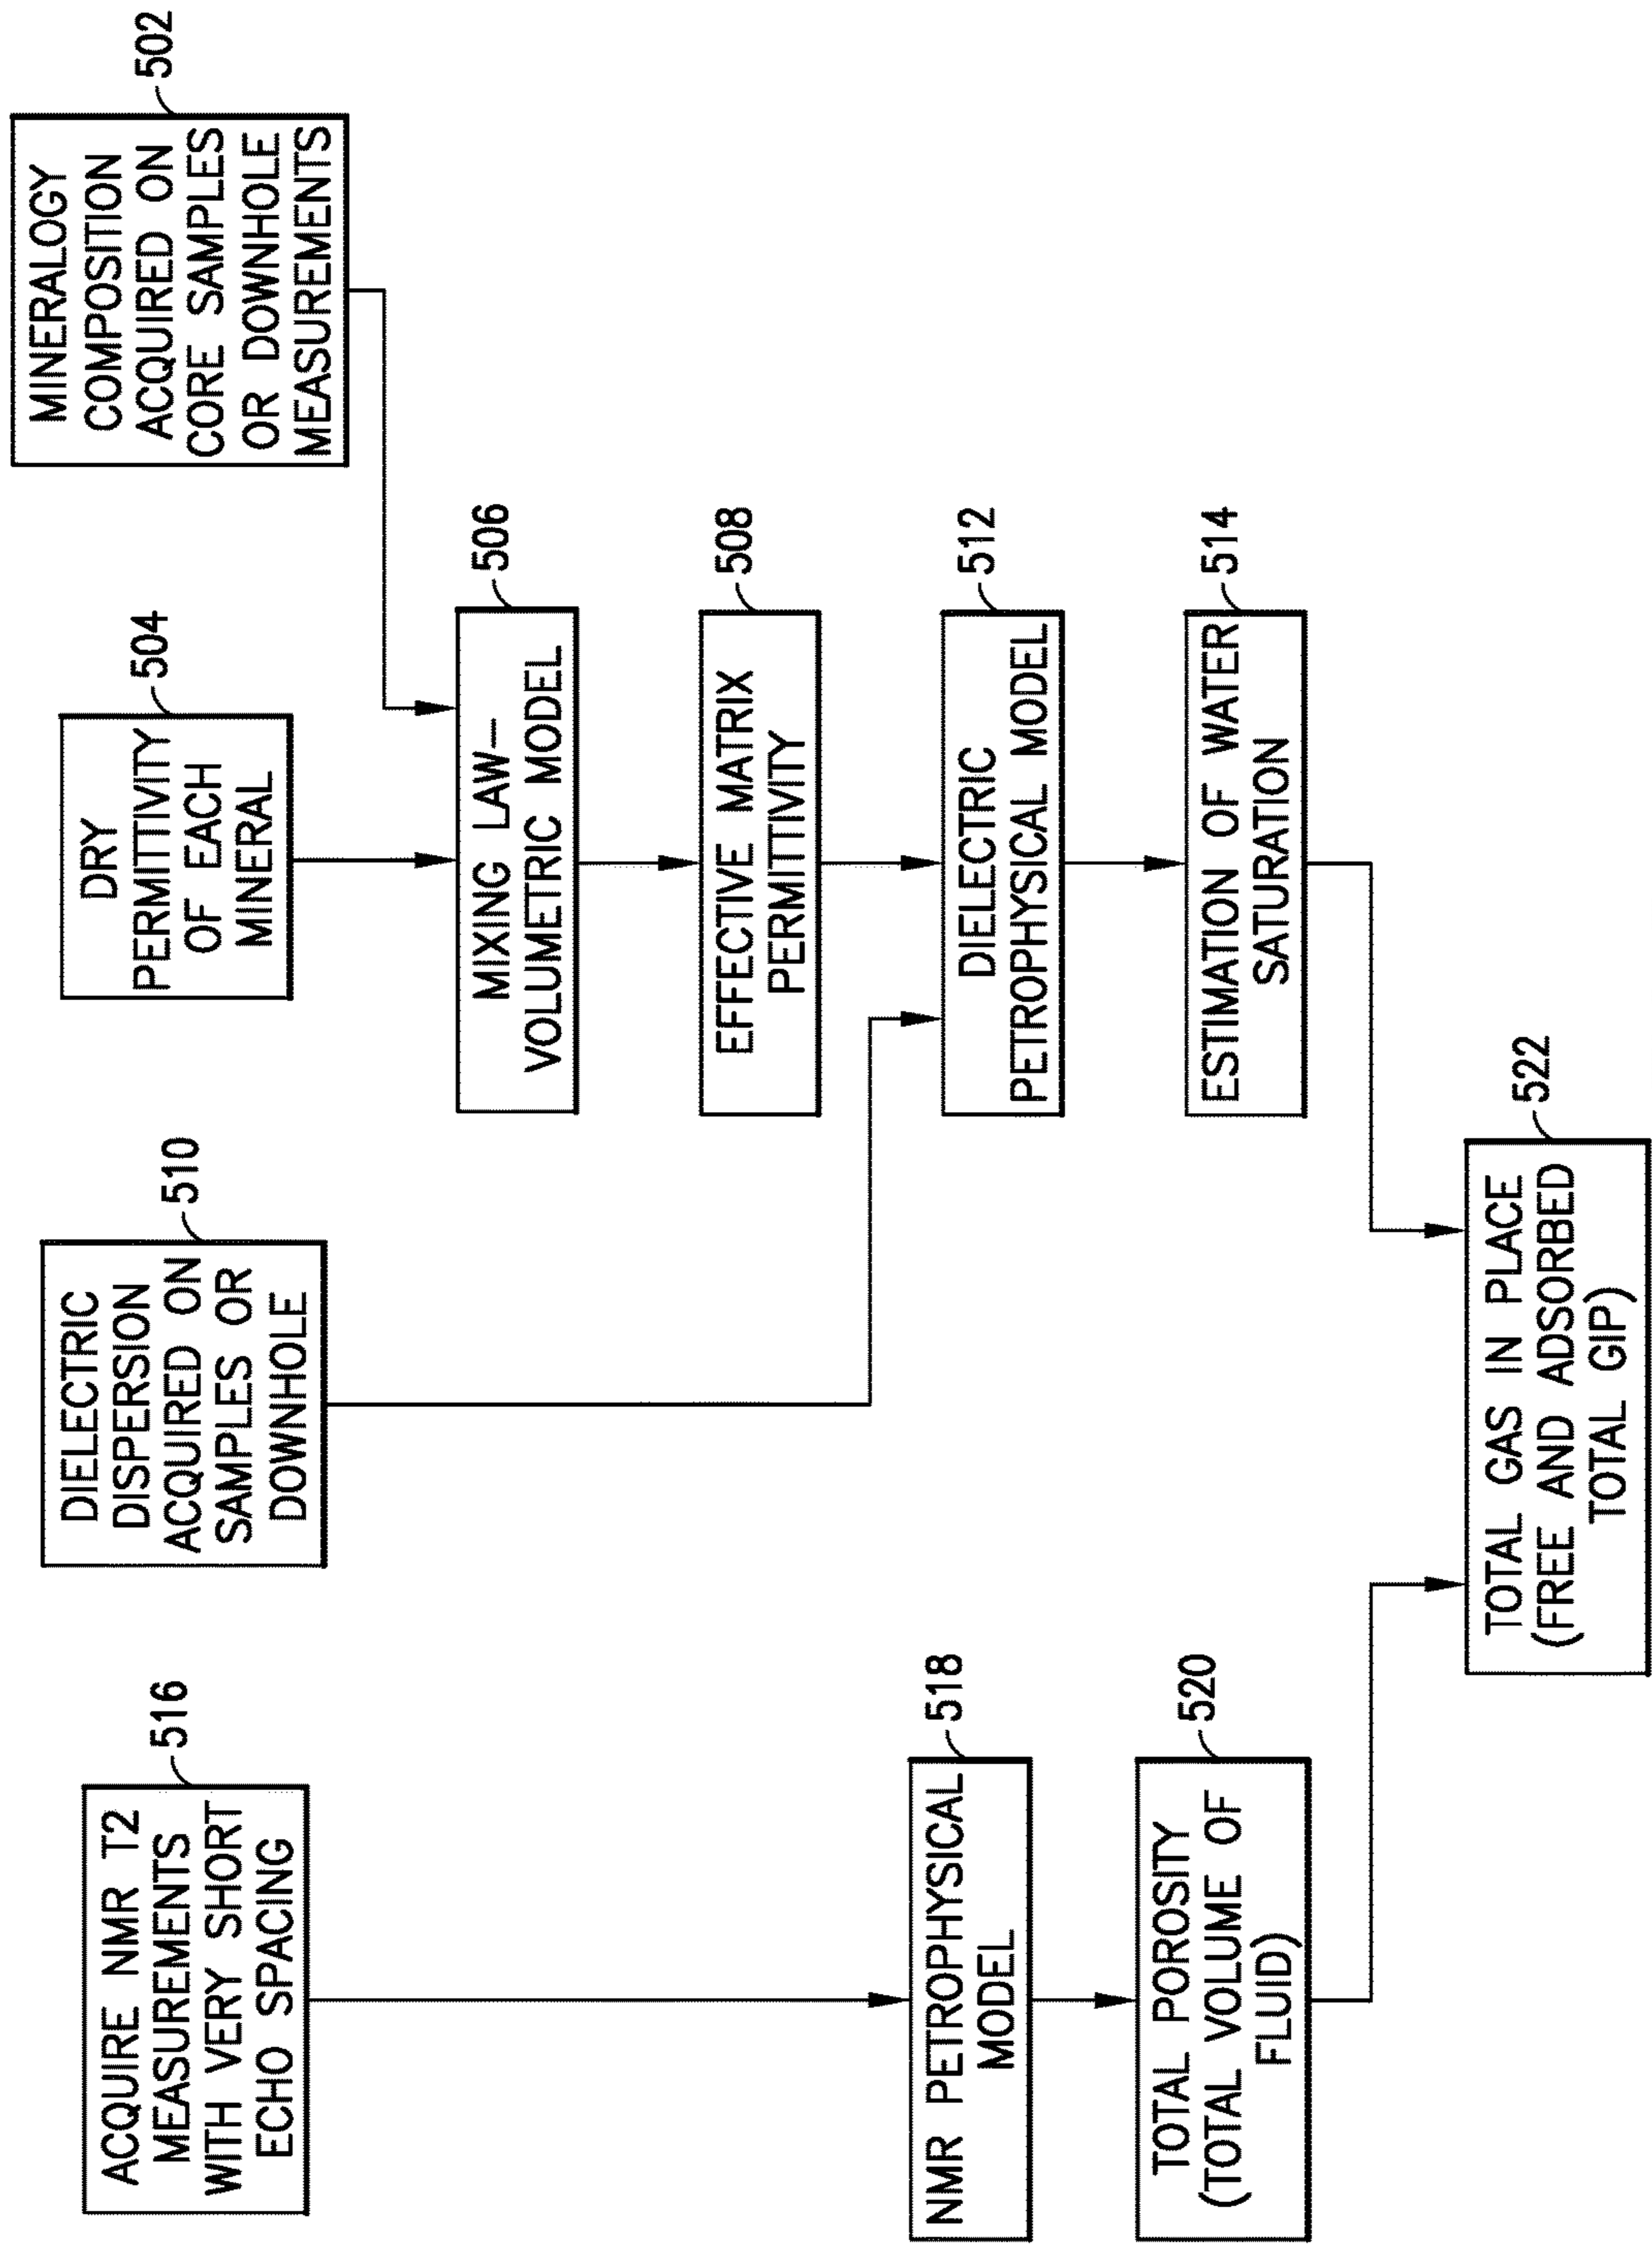 ACQUIRE NMR T2
MEASUREMENTS
WITH VERY SHORT
ECHO SPACING
516
DIELECTRIC
DISPERSION
ACQUIRED ON
SAMPLES OR
DOWNHOLE
510
DRY
PERMITIVITY
OF EACH
MINERAL
504
MINERALOGY
COMPOSITION
ACQUIRED ON
CORE SAMPLES
OR DOWNHOLE
MEASUREMENTS
502
MIXING LAW–
VOLUMETRIC MODEL
506
EFFECTIVE MATRIX
PERMITIVITY
508
NMR PETROPHYSICAL
MODEL
518
DIELECTRIC
PETROPHYSICAL MODEL
512
TOTAL POROSITY
(TOTAL VOLUME OF
FLUID)
520
ESTIMATION OF WATER
SATURATION
514
TOTAL GAS IN PLACE
(FREE AND ADSORBED
TOTAL GIP)
522